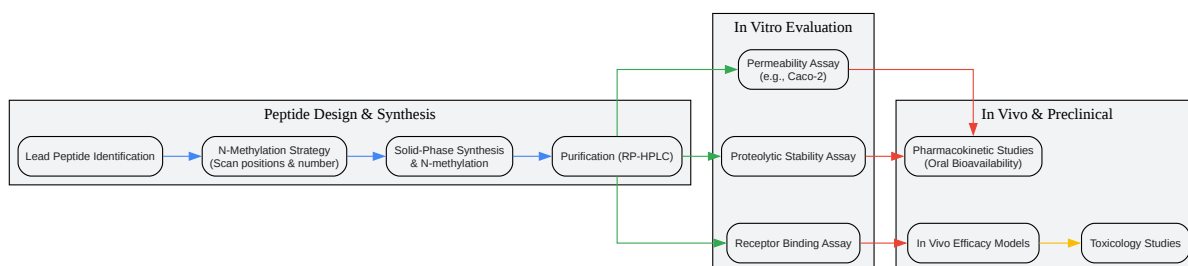 In Vitro Evaluation
Permeability Assay
(e.g., Caco-2)
Peptide Design & Synthesis
In Vivo & Preclinical
Lead Peptide Identification
N-Methylation Strategy
(Scan positions & number)
Solid-Phase Synthesis
& N-methylation
Purification (RP-HPLC)
Proteolytic Stability Assay
Pharmacokinetic Studies
(Oral Bioavailability)
Receptor Binding Assay
In Vivo Efficacy Models
Toxicology Studies